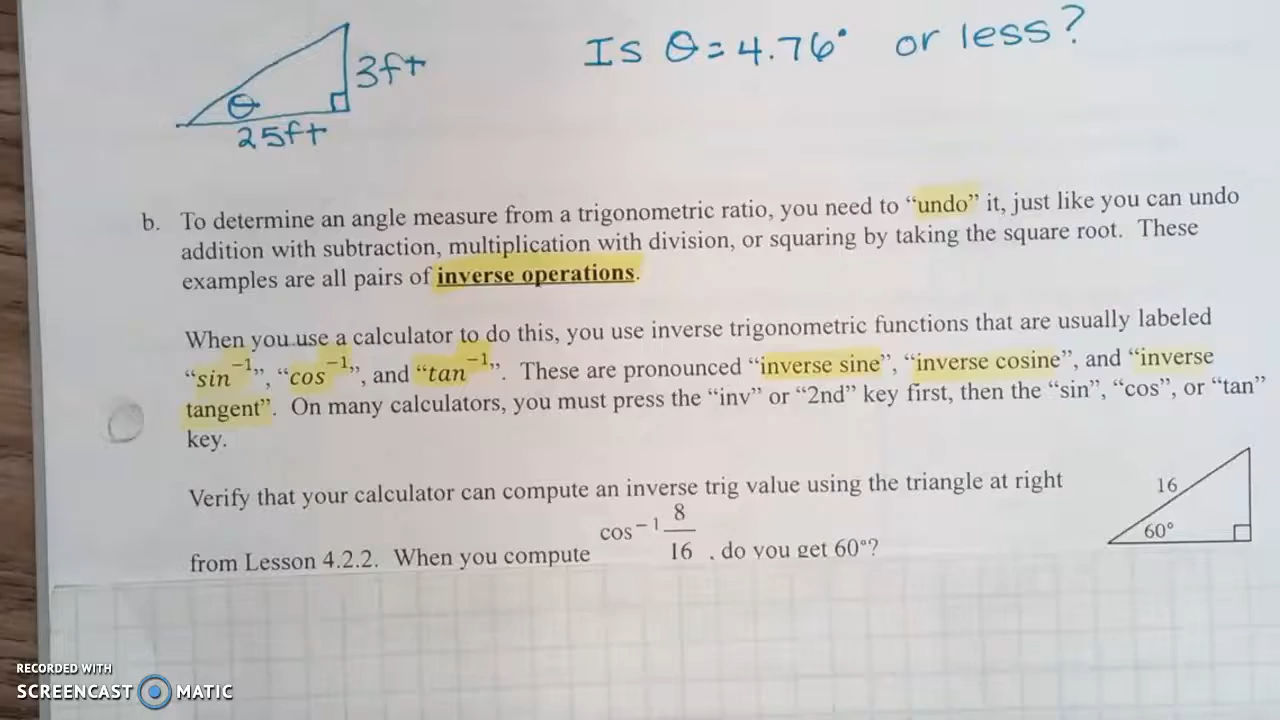 3ft
θ
25ft
Is θ = 4.76° or less?
b. To determine an angle measure from a trigonometric ratio, you need to “undo” it, just like you can undo
addition with subtraction, multiplication with division, or squaring by taking the square root. These
examples are all pairs of inverse operations.
When you use a calculator to do this, you use inverse trigonometric functions that are usually labeled
“sin⁻¹”, “cos⁻¹”, and “tan⁻¹”. These are pronounced “inverse sine”, “inverse cosine”, and “inverse
tangent”. On many calculators, you must press the “inv” or “2nd” key first, then the “sin”, “cos”, or “tan”
key.
Verify that your calculator can compute an inverse trig value using the triangle at right
from Lesson 4.2.2. When you compute cos⁻¹ 8/16 , do you get 60°?
16
60°
RECORDED WITH
SCREENCAST MATIC